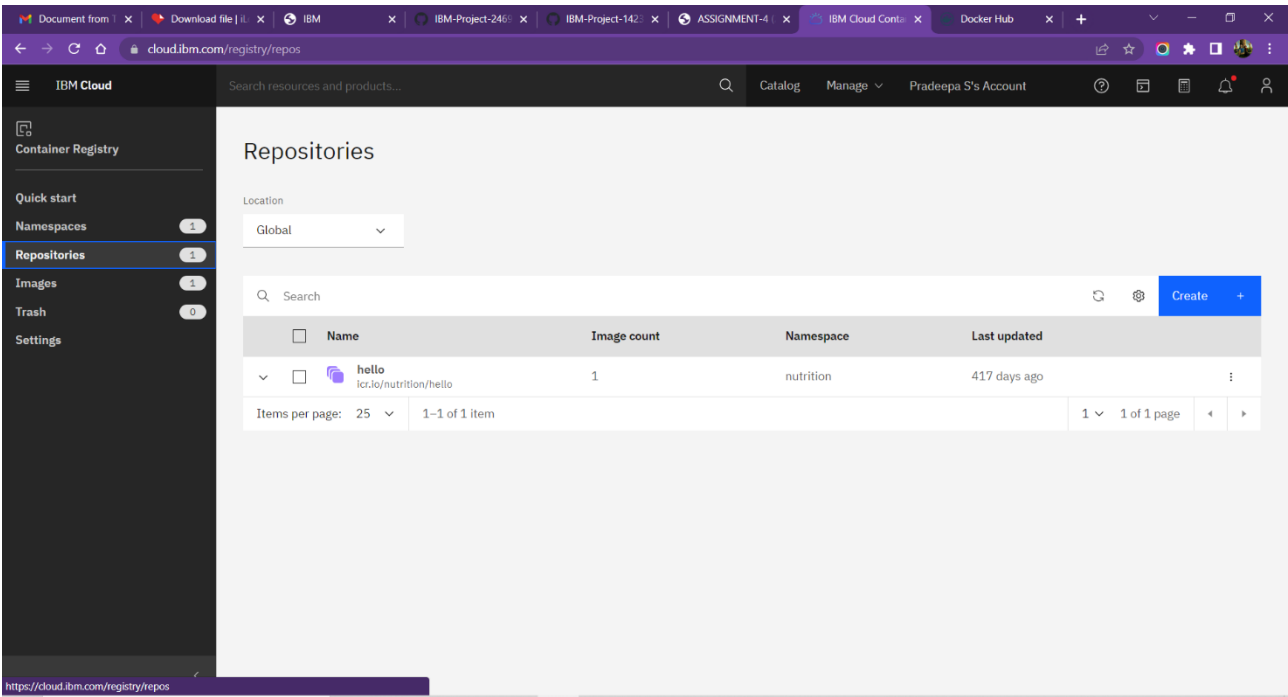 Document from 1
Download file | iL
IBM
IBM-Project-2469
IBM-Project-1423
ASSIGNMENT-4 (
IBM Cloud Conta
Docker Hub
cloud.ibm.com/registry/repos
IBM Cloud
Search resources and products...
Catalog
Manage
Pradeepa S's Account
Container Registry
Quick start
Namespaces 1
Repositories 1
Images 1
Trash 0
Settings
Repositories
Location
Global
Search
Create +
Name Image count Namespace Last updated
hello 1 nutrition 417 days ago
icr.io/nutrition/hello
Items per page: 25 1–1 of 1 item 1 1 of 1 page
https://cloud.ibm.com/registry/repos